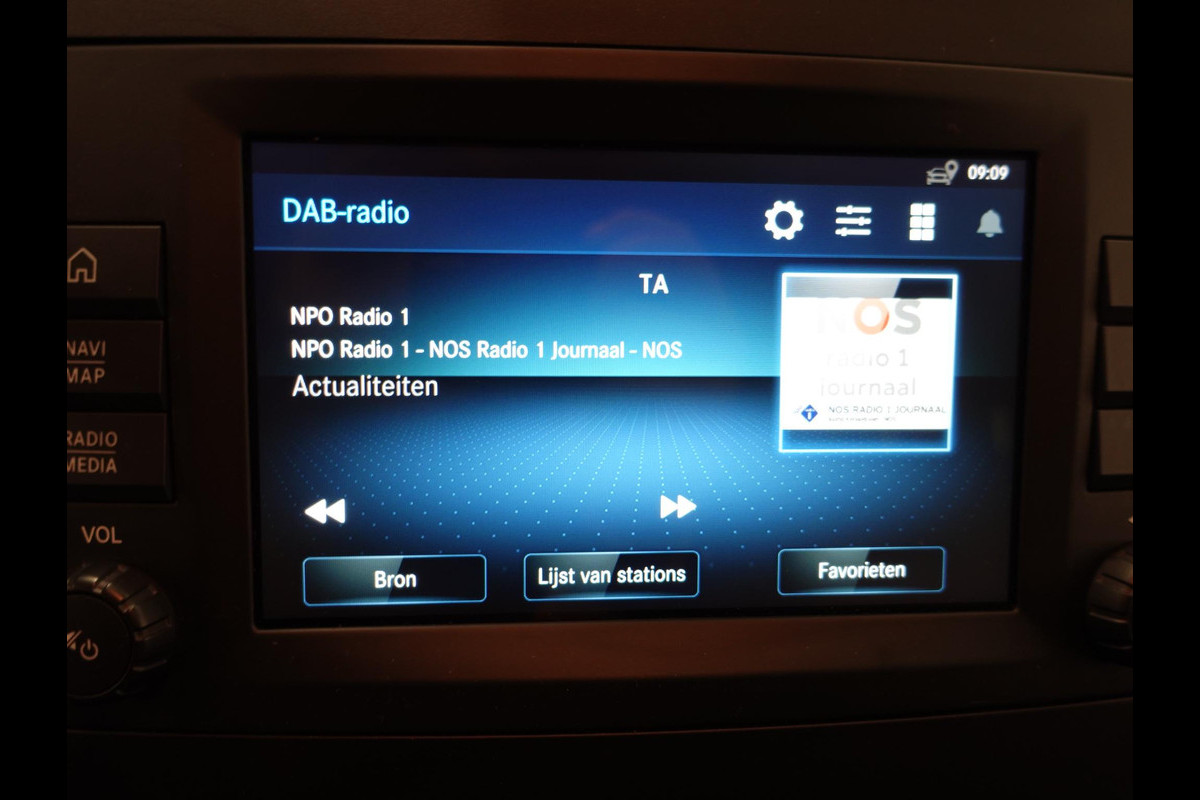 09:09
DAB-radio
TA
NPO Radio 1
NPO Radio 1 - NOS Radio 1 Journaal - NOS
Actualiteiten
NOS
radio 1
journaal
NOS RADIO 1 JOURNAAL
Bron
Lijst van stations
Favorieten
NAVI
MAP
RADIO
MEDIA
VOL